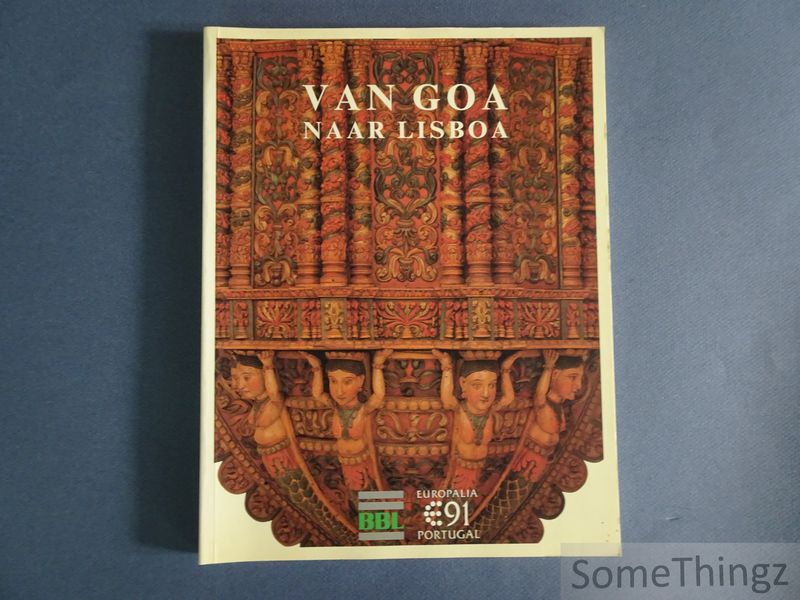 VAN GOA
NAAR LISBOA
BBL
EUROPALIA
91
PORTUGAL
SomeThingz